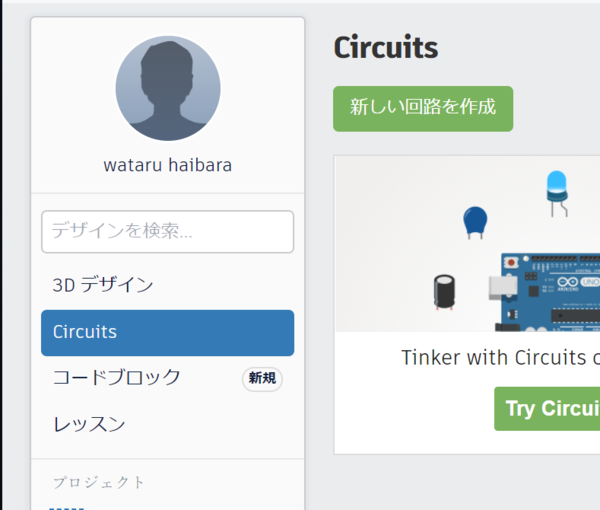 wataru haibara
デザインを検索...
3D デザイン
Circuits
コードブロック 新規
レッスン
プロジェクト
Circuits
新しい回路を作成
UNO
Tinker with Circuits
Try Circui